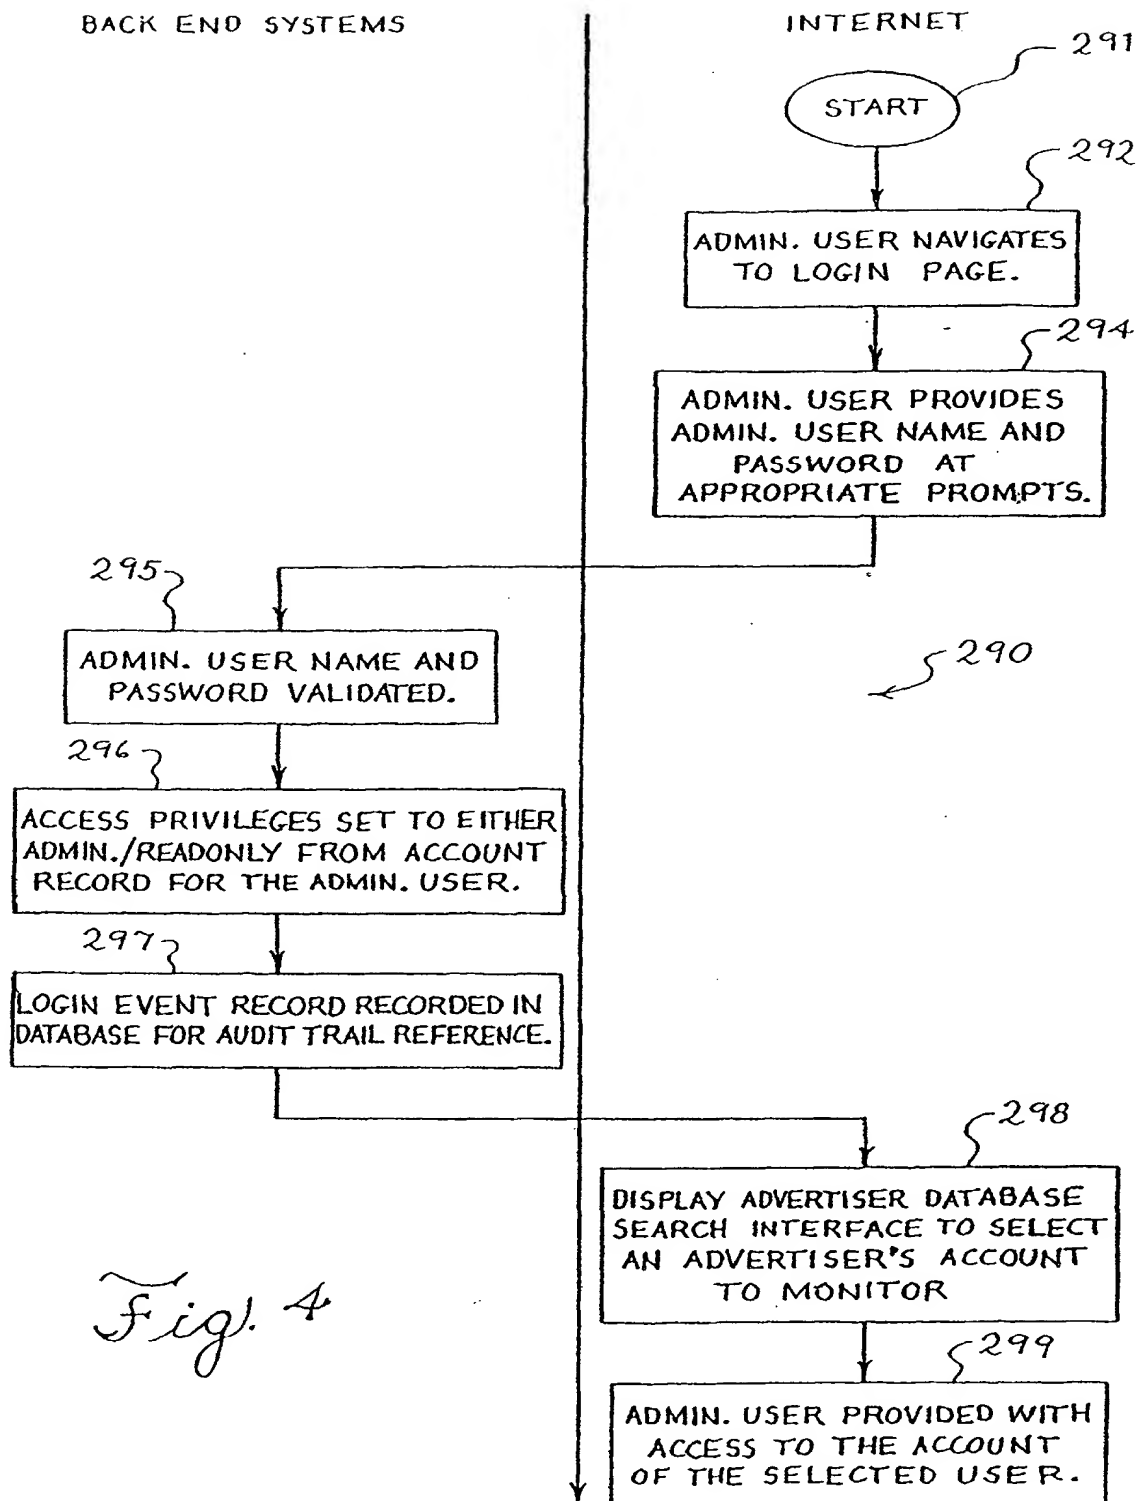 BACK END SYSTEMS
INTERNET
291
START
292
ADMIN. USER NAVIGATES
TO LOGIN PAGE.
294
ADMIN. USER PROVIDES
ADMIN. USER NAME AND
PASSWORD AT
APPROPRIATE PROMPTS.
295
ADMIN. USER NAME AND
PASSWORD VALIDATED.
290
296
ACCESS PRIVILEGES SET TO EITHER
ADMIN./READONLY FROM ACCOUNT
RECORD FOR THE ADMIN. USER.
297
LOGIN EVENT RECORD RECORDED IN
DATABASE FOR AUDIT TRAIL REFERENCE.
298
DISPLAY ADVERTISER DATABASE
SEARCH INTERFACE TO SELECT
AN ADVERTISER'S ACCOUNT
TO MONITOR
Fig. 4
299
ADMIN. USER PROVIDED WITH
ACCESS TO THE ACCOUNT
OF THE SELECTED USER.